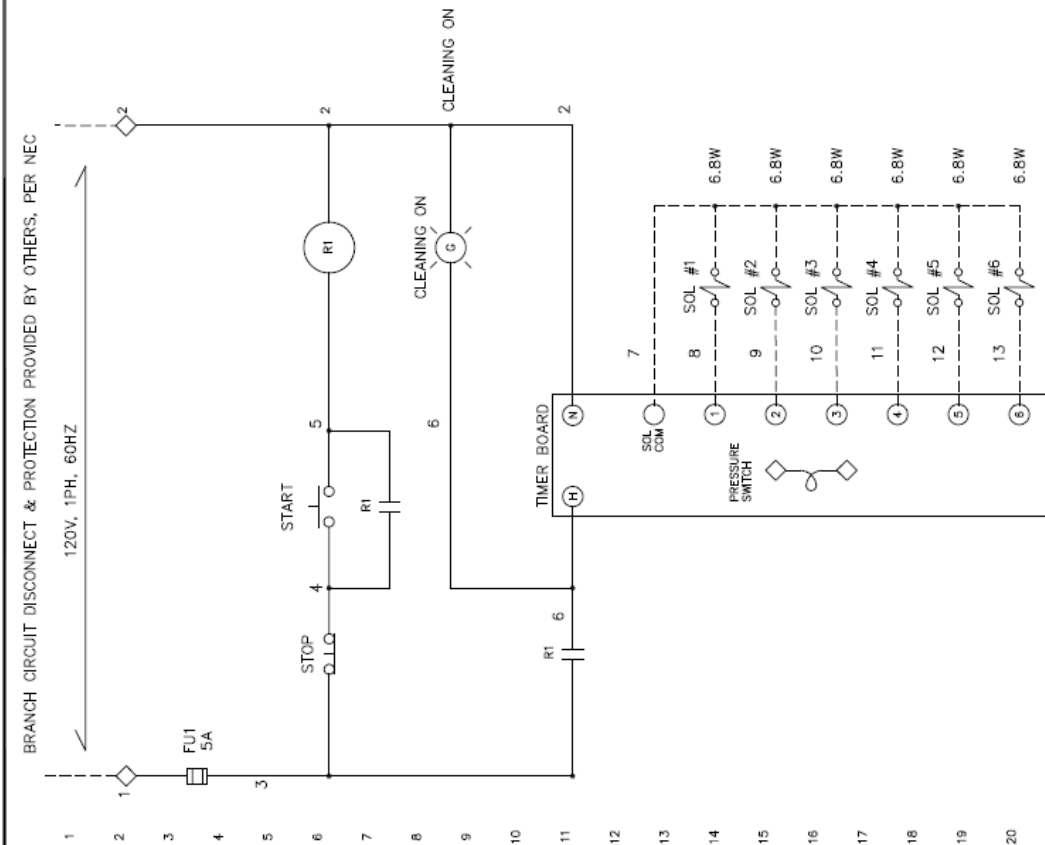 BRANCH CIRCUIT DISCONNECT & PROTECTION PROVIDED BY OTHERS, PER NEC
1
120V, 1PH, 60HZ
2
1
2
3
FU1
5A
4
5
3
6
STOP
4
START
5
R1
2
7
R1
8
CLEANING ON
CLEANING ON
9
6
G
10
11
R1
6
TIMER BOARD
H
N
2
12
13
SOL
COM
7
14
1
8
SOL #1
6.8W
PRESSURE
SWITCH
15
2
9
SOL #2
6.8W
16
3
10
SOL #3
6.8W
17
18
4
11
SOL #4
6.8W
19
5
12
SOL #5
6.8W
20
6
13
SOL #6
6.8W